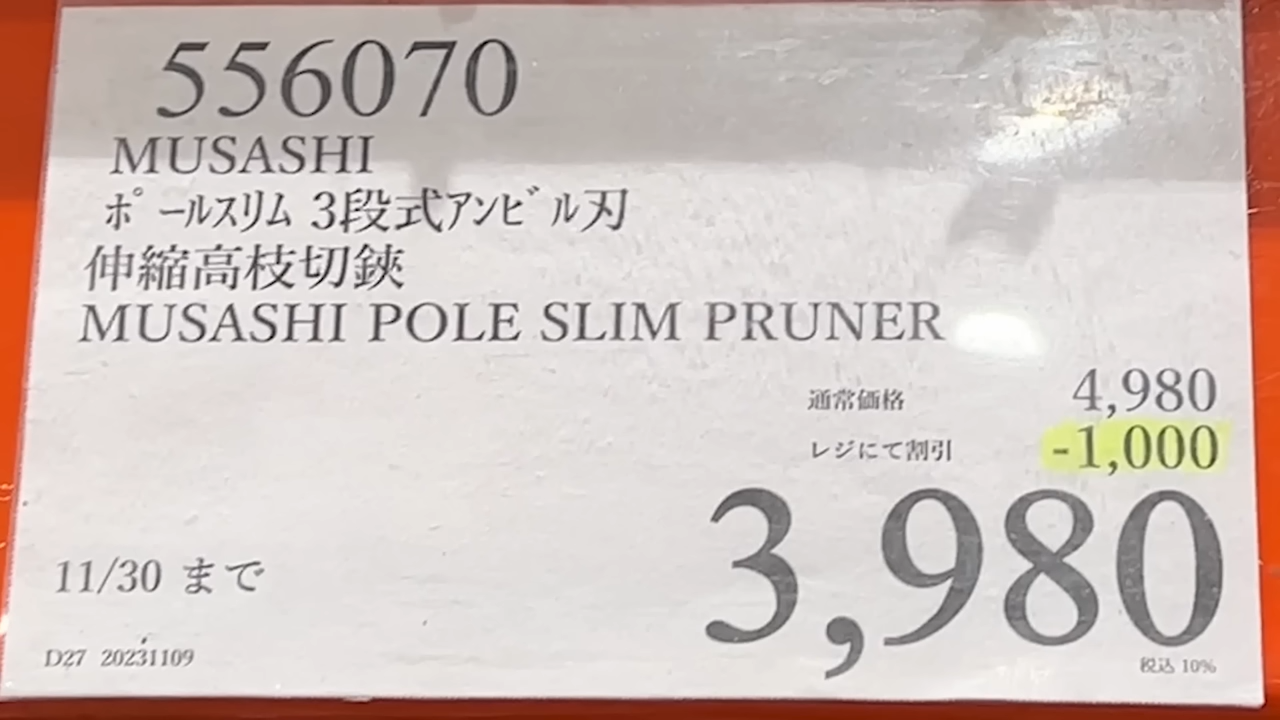 556070
MUSASHI
ﾎﾟｰﾙｽﾘﾑ 3段式ｱﾝﾋﾞﾙ刃
伸縮高枝切鋏
MUSASHI POLE SLIM PRUNER
通常価格 4,980
レジにて割引 -1,000
3,980
11/30 まで
D27 20231109
税込 10%